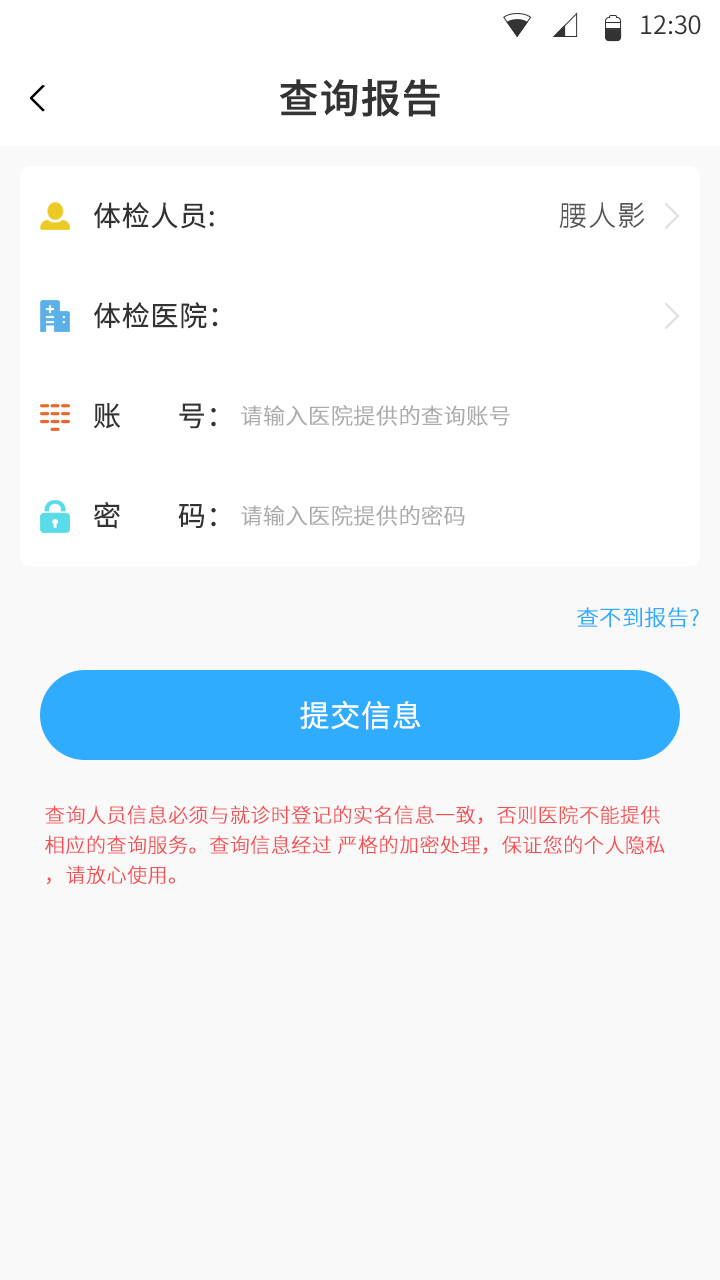 12:30
查询报告
体检人员: 腰人影
体检医院：
账 号： 请输入医院提供的查询账号
密 码： 请输入医院提供的密码
查不到报告?
提交信息
查询人员信息必须与就诊时登记的实名信息一致，否则医院不能提供
相应的查询服务。查询信息经过 严格的加密处理，保证您的个人隐私
，请放心使用。